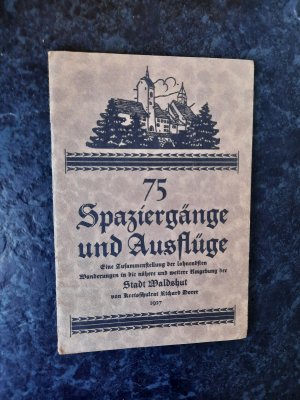 75
Spaziergänge
und Ausflüge
Eine Zusammenstellung der lohnendsten
Wanderungen in die nähere und weitere Umgebung der
Stadt Waldshut
von Kreisschulrat Richard
1927